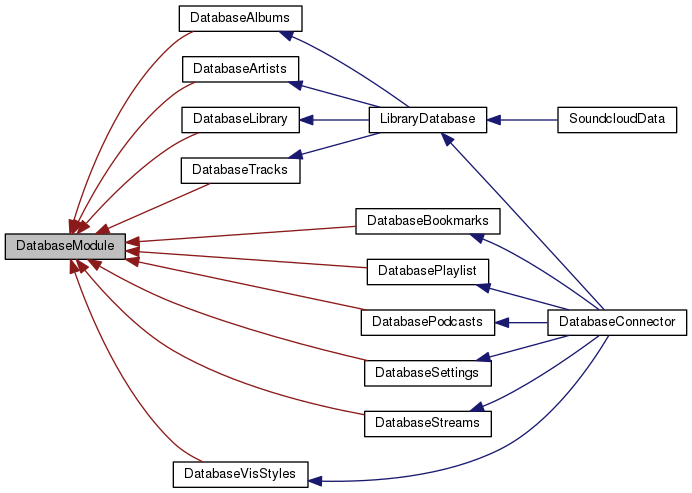 DatabaseAlbums
DatabaseArtists
DatabaseLibrary
LibraryDatabase
SoundcloudData
DatabaseTracks
DatabaseBookmarks
DatabaseModule
DatabasePlaylist
DatabasePodcasts
DatabaseConnector
DatabaseSettings
DatabaseStreams
DatabaseVisStyles